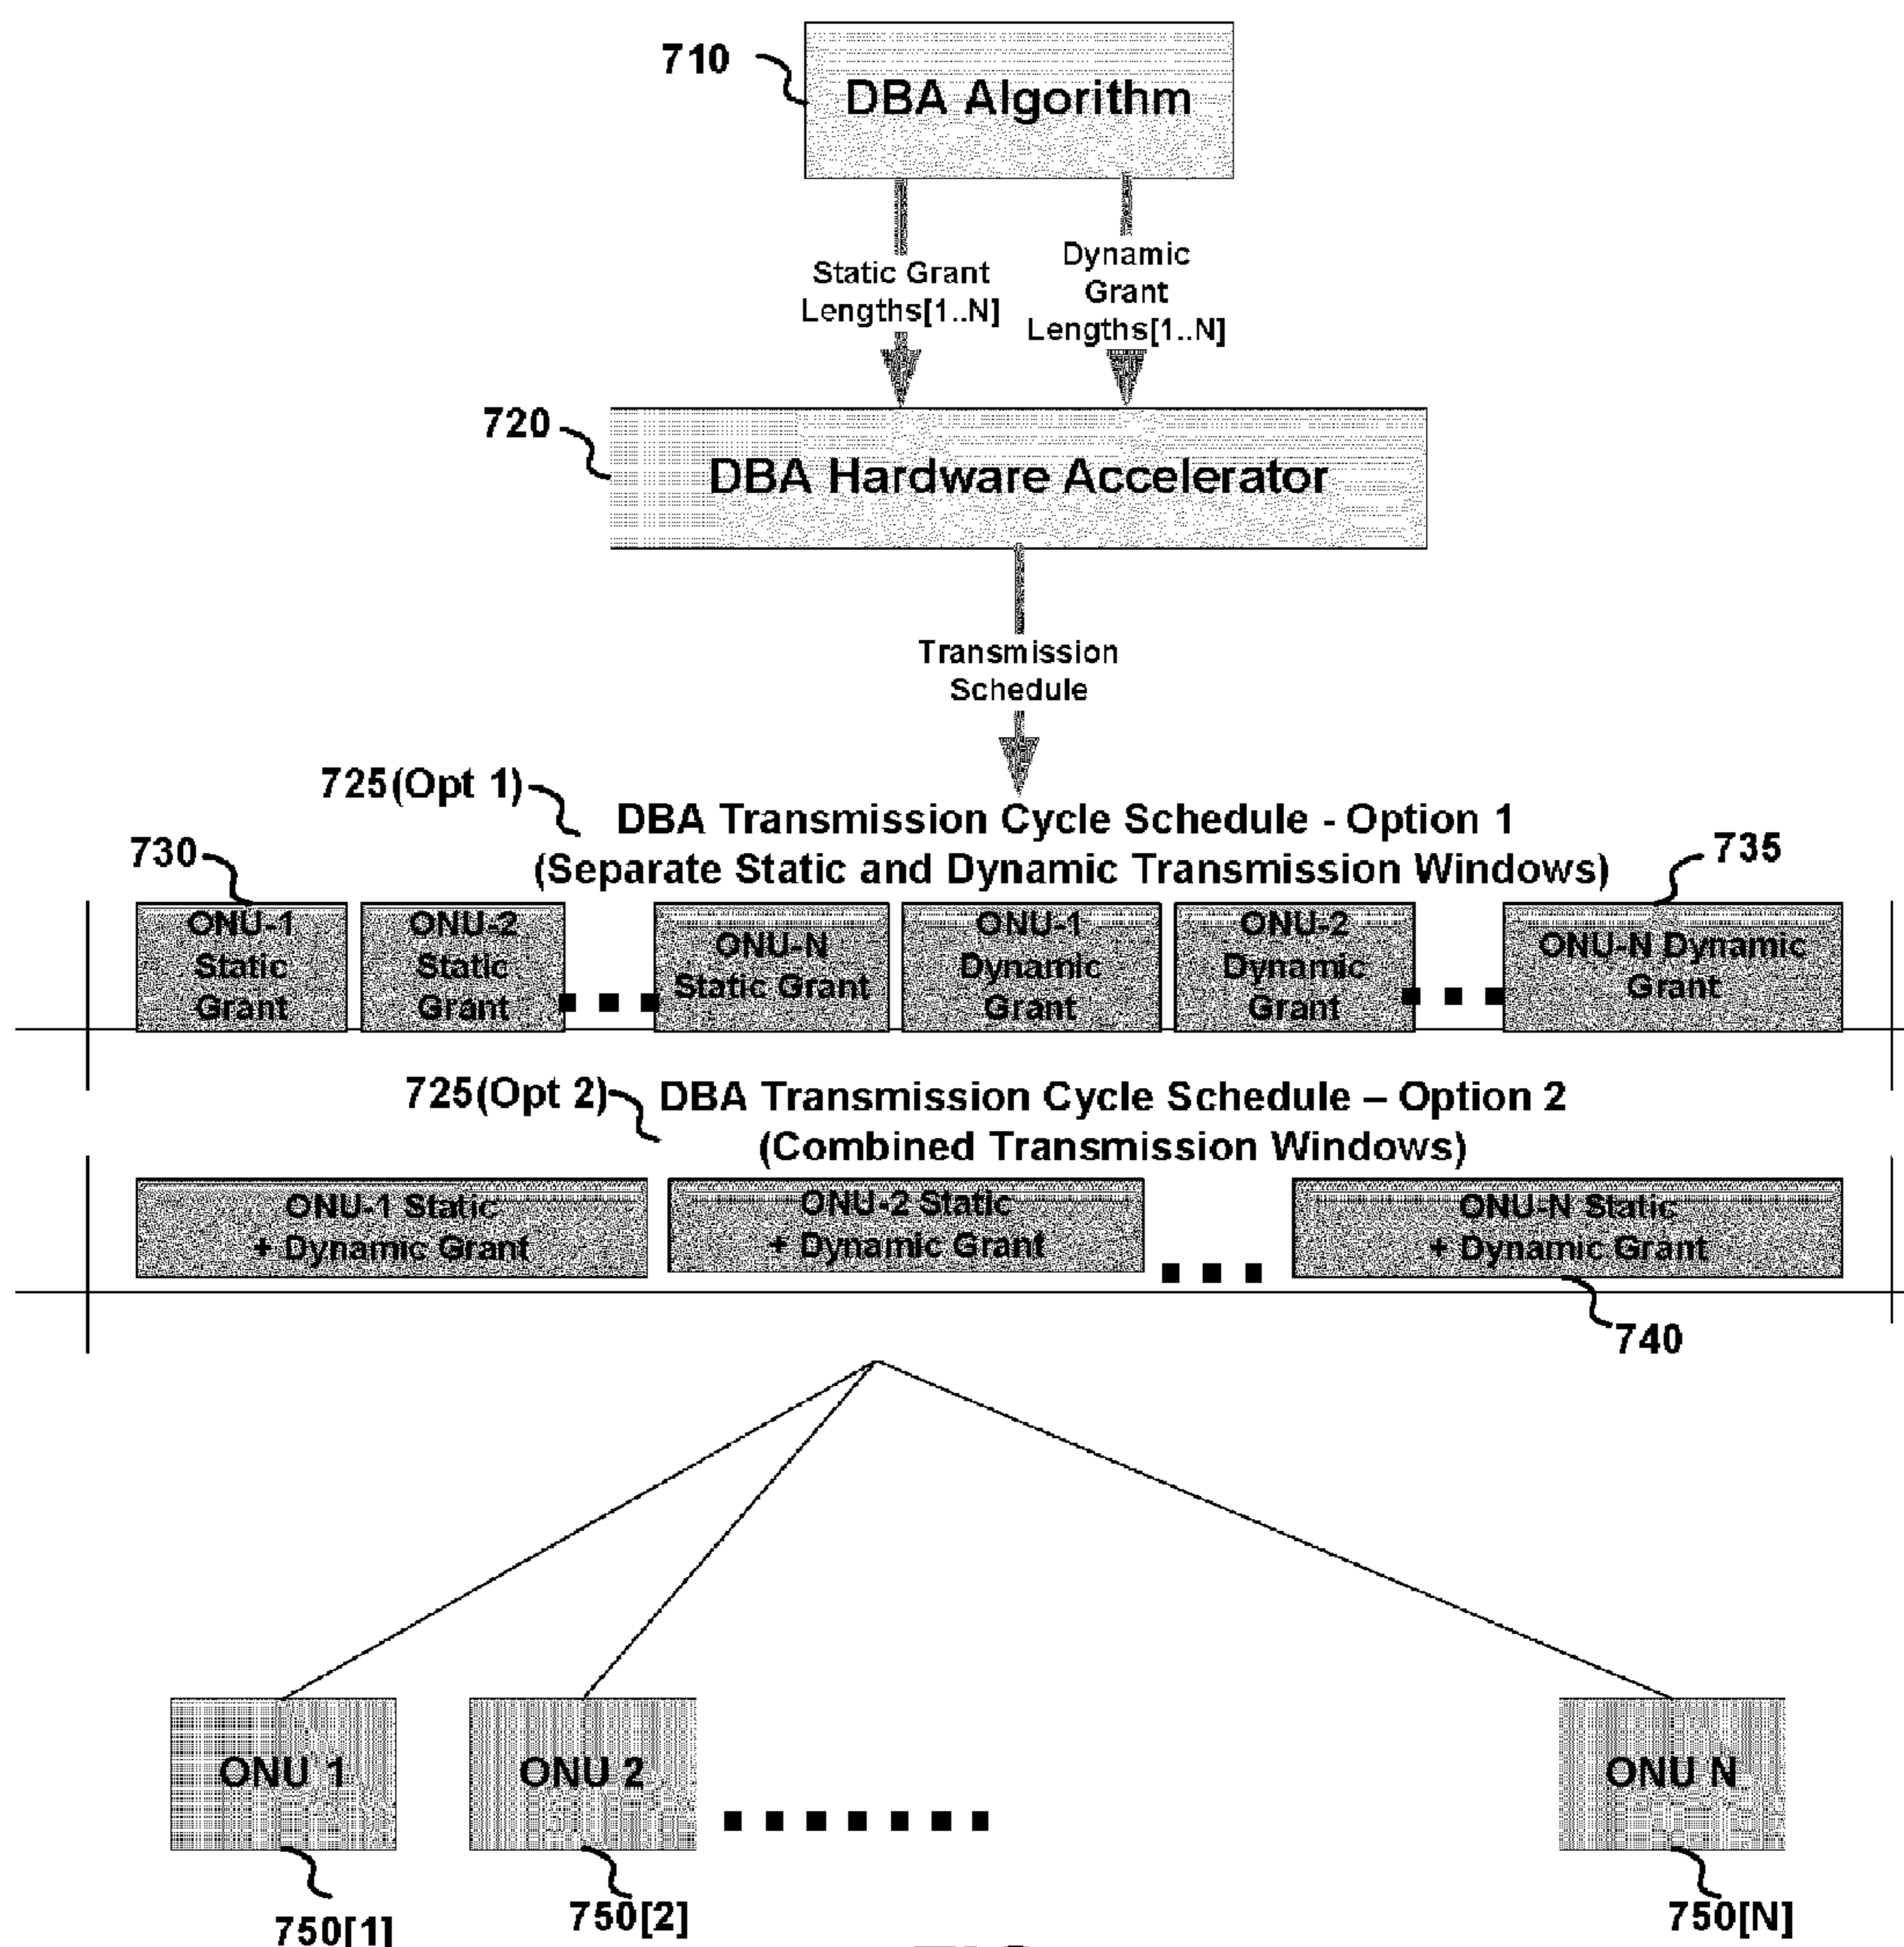 710
DBA Algorithm
Static Grant
Lengths[1..N]
Dynamic
Grant
Lengths[1..N]
720
DBA Hardware Accelerator
Transmission
Schedule
725(Opt 1)
DBA Transmission Cycle Schedule - Option 1
(Separate Static and Dynamic Transmission Windows)
730
735
ONU-1
Static
Grant
ONU-2
Static
Grant
ONU-N
Static Grant
ONU-1
Dynamic
Grant
ONU-2
Dynamic
Grant
ONU-N Dynamic
Grant
725(Opt 2)
DBA Transmission Cycle Schedule – Option 2
(Combined Transmission Windows)
ONU-1 Static
+ Dynamic Grant
ONU-2 Static
+ Dynamic Grant
ONU-N Static
+ Dynamic Grant
740
ONU 1
ONU 2
ONU N
750[1]
750[2]
750[N]